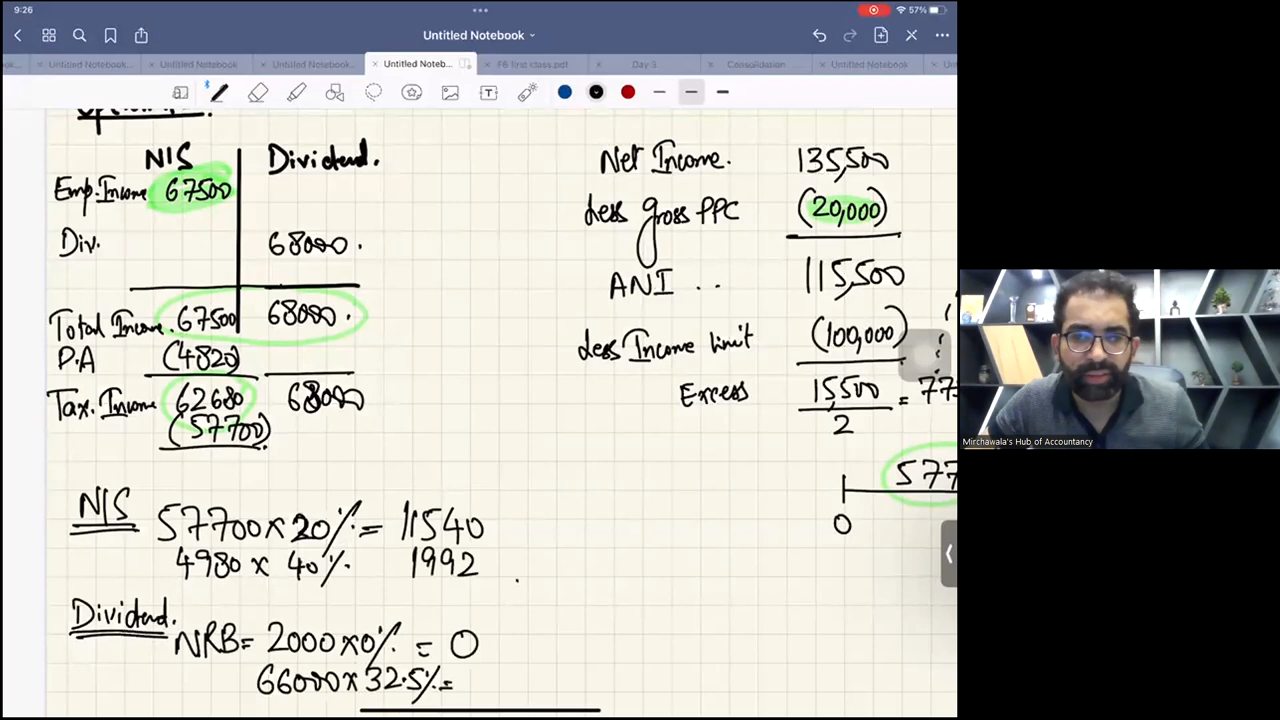 9:26
57%
Untitled Notebook
Untitled Notebook...
Untitled Notebook
Untitled Notebook..
Untitled Noteb...
F6 first class.pdf
Day 5
Consolidation
Untitled Notebook
NIS Dividend.
Emp. Income 67500
Div. 68000.
Total Income 67500 68000.
P.A (4820)
Tax. Income 62680 68000
(57700)
NIS 57700 x 20% = 11540
4980 x 40% 1992
Dividend.
NRB = 2000 x 0% = 0
66000 x 32.5% =
Net Income. 135,500
Less Gross PPC (20,000)
ANI .. 115,500
Less Income limit (100,000)
Excess 15,500 = 77
2
577
0
Mirchawala's Hub of Accountancy